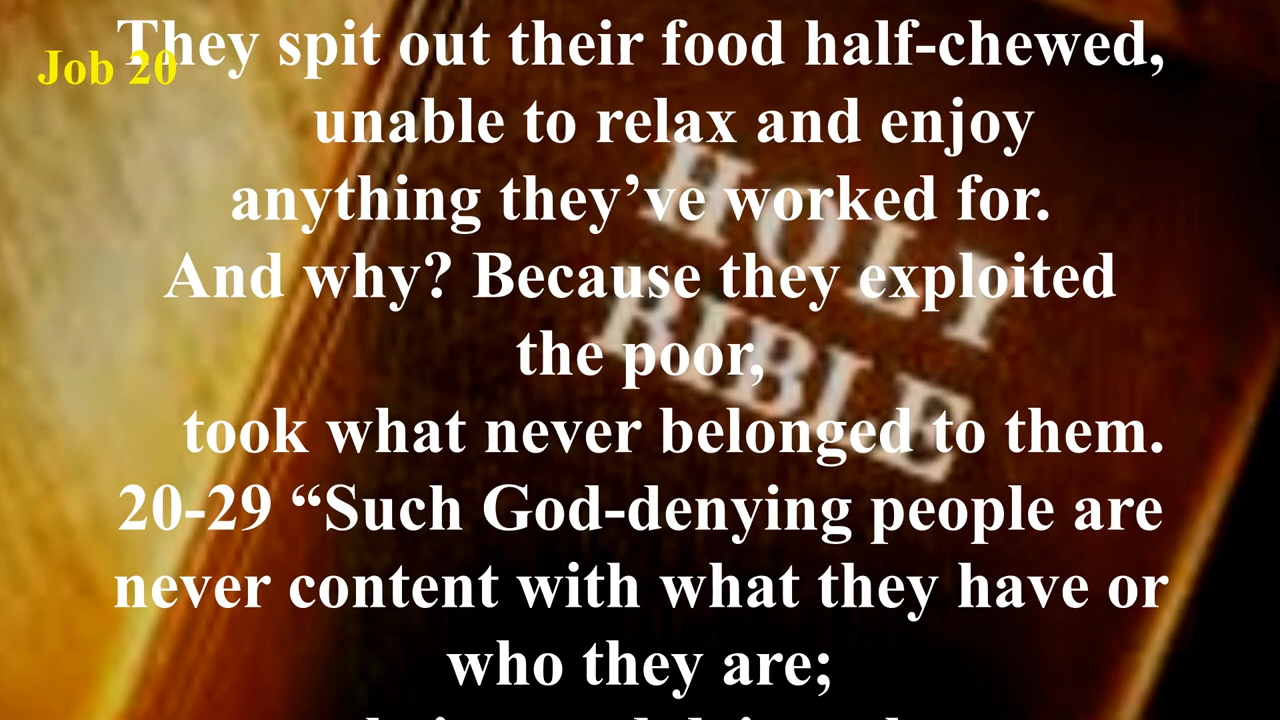 They spit out their food half-chewed,
Job 20
unable to relax and enjoy
anything they’ve worked for.
And why? Because they exploited
the poor,
took what never belonged to them.
20-29 “Such God-denying people are
never content with what they have or
who they are;
HOLY
BIBLE